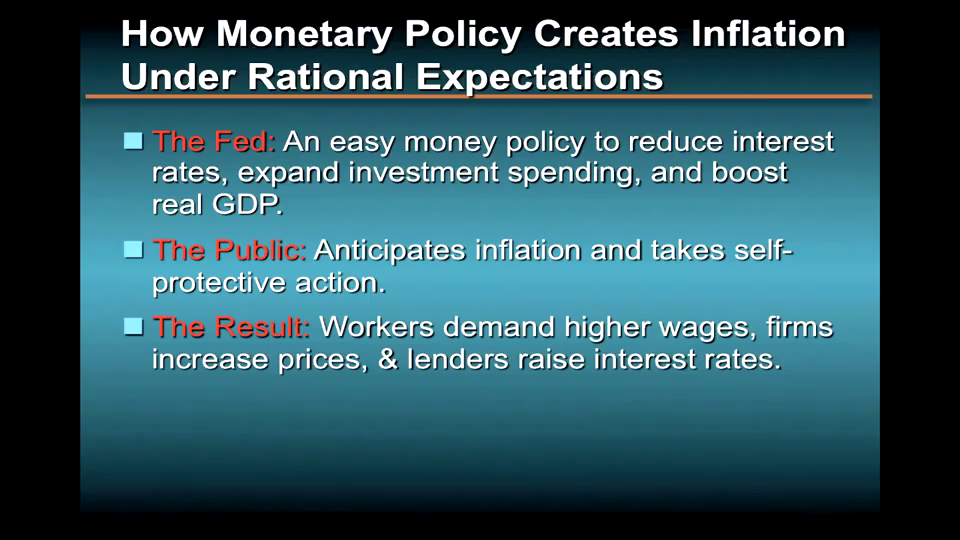 How Monetary Policy Creates Inflation
Under Rational Expectations
The Fed: An easy money policy to reduce interest
rates, expand investment spending, and boost
real GDP.
The Public: Anticipates inflation and takes self-
protective action.
The Result: Workers demand higher wages, firms
increase prices, & lenders raise interest rates.